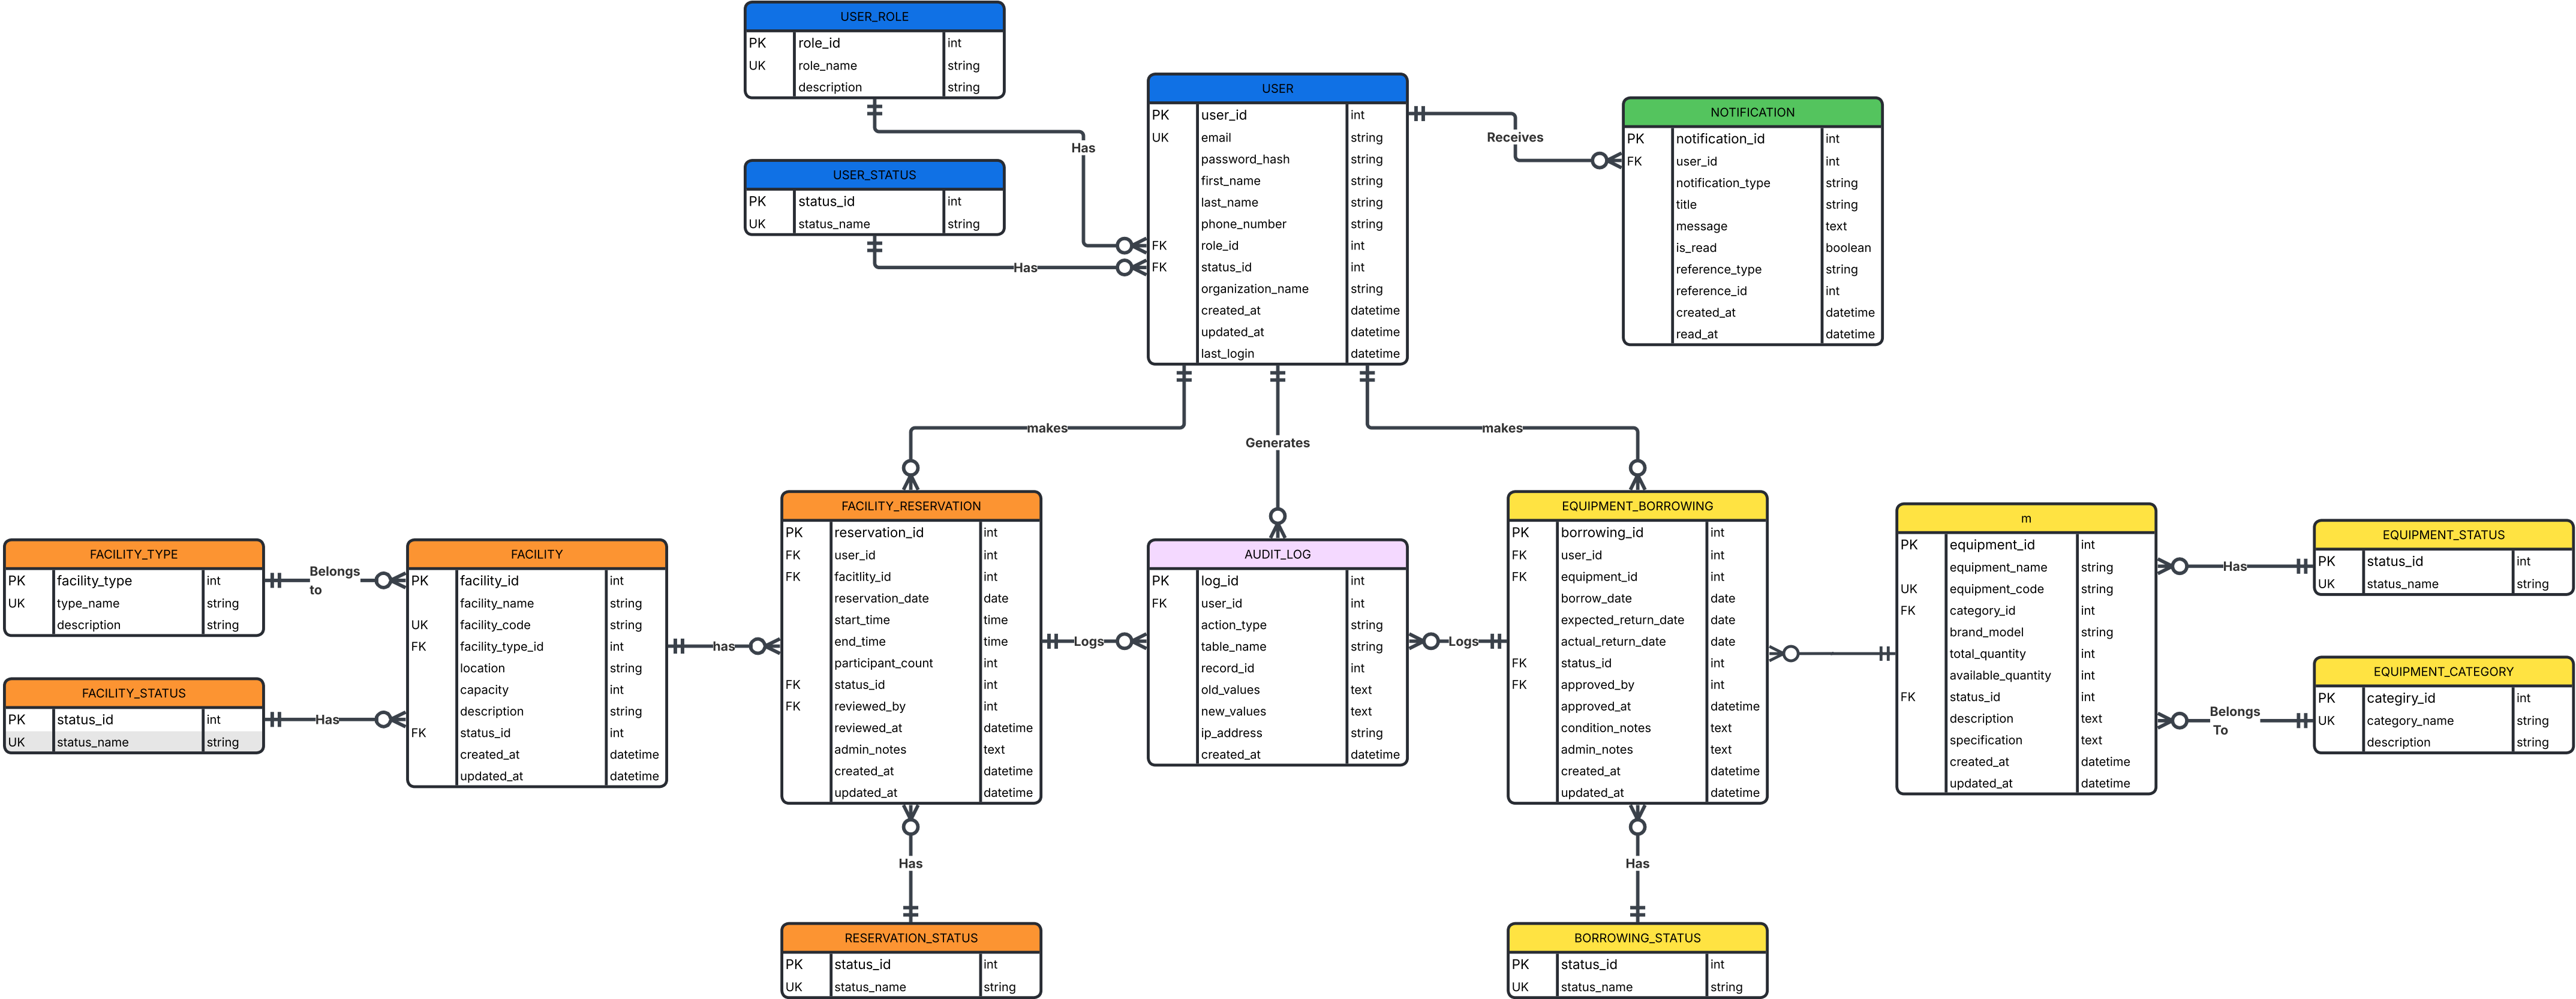 USER_ROLE
PK role_id int
UK role_name string
description string
Has
USER_STATUS
PK status_id int
UK status_name string
Has
USER
PK user_id int
UK email string
password_hash string
first_name string
last_name string
phone_number string
FK role_id int
FK status_id int
organization_name string
created_at datetime
updated_at datetime
last_login datetime
Receives
NOTIFICATION
PK notification_id int
FK user_id int
notification_type string
title string
message text
is_read boolean
reference_type string
reference_id int
created_at datetime
read_at datetime
makes
Generates
makes
FACILITY_TYPE
PK facility_type int
UK type_name string
description string
Belongs
to
FACILITY_STATUS
PK status_id int
UK status_name string
Has
FACILITY
PK facility_id int
facility_name string
UK facility_code string
FK facility_type_id int
location string
capacity int
description string
FK status_id int
created_at datetime
updated_at datetime
has
FACILITY_RESERVATION
PK reservation_id int
FK user_id int
FK facitlity_id int
reservation_date date
start_time time
end_time time
participant_count int
FK status_id int
FK reviewed_by int
reviewed_at datetime
admin_notes text
created_at datetime
updated_at datetime
Logs
AUDIT_LOG
PK log_id int
FK user_id int
action_type string
table_name string
record_id int
old_values text
new_values text
ip_address string
created_at datetime
Logs
EQUIPMENT_BORROWING
PK borrowing_id int
FK user_id int
FK equipment_id int
borrow_date date
expected_return_date date
actual_return_date date
FK status_id int
FK approved_by int
approved_at datetime
condition_notes text
admin_notes text
created_at datetime
updated_at datetime
m
PK equipment_id int
equipment_name string
UK equipment_code string
FK category_id int
brand_model string
total_quantity int
available_quantity int
FK status_id int
description text
specification text
created_at datetime
updated_at datetime
Has
EQUIPMENT_STATUS
PK status_id int
UK status_name string
Belongs
To
EQUIPMENT_CATEGORY
PK categiry_id int
UK category_name string
description string
Has
RESERVATION_STATUS
PK status_id int
UK status_name string
Has
BORROWING_STATUS
PK status_id int
UK status_name string